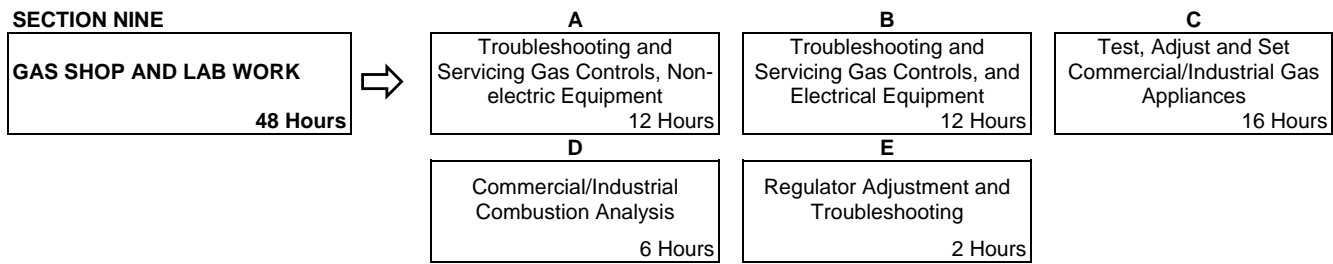 SECTION NINE
GAS SHOP AND LAB WORK
48 Hours
A
Troubleshooting and
Servicing Gas Controls, Non-
electric Equipment
12 Hours
B
Troubleshooting and
Servicing Gas Controls, and
Electrical Equipment
12 Hours
C
Test, Adjust and Set
Commercial/Industrial Gas
Appliances
16 Hours
D
Commercial/Industrial
Combustion Analysis
6 Hours
E
Regulator Adjustment and
Troubleshooting
2 Hours